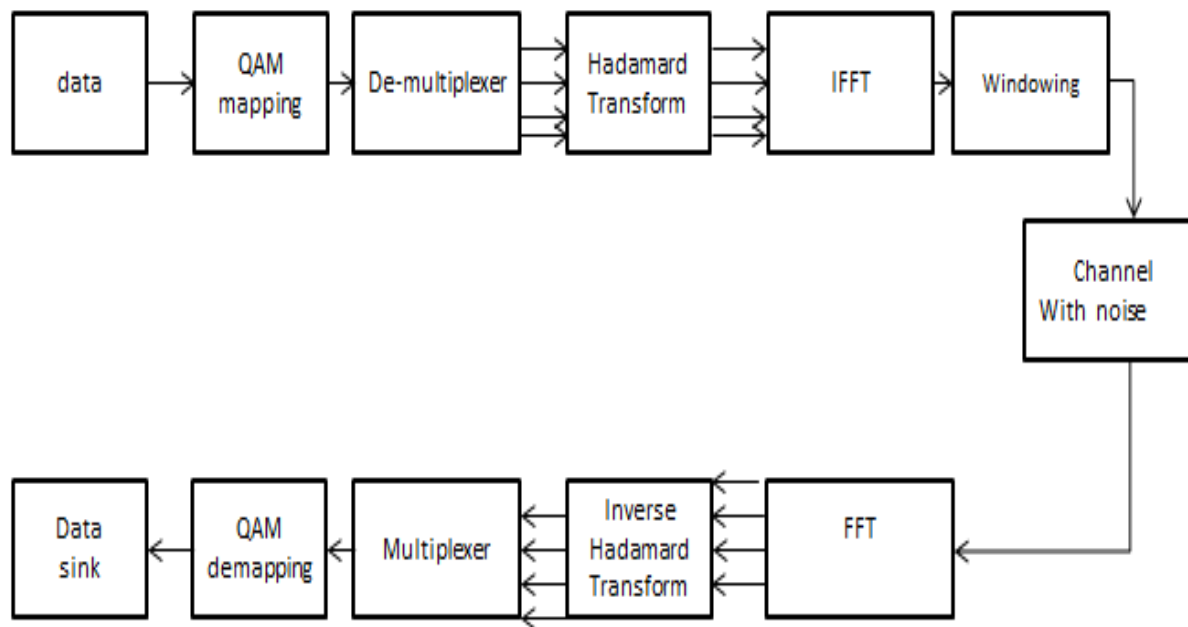 data
QAM
mapping
De-multiplexer
Hadamard
Transform
IFFT
Windowing
Channel
With noise
Data
sink
QAM
demapping
Multiplexer
Inverse
Hadamard
Transform
FFT